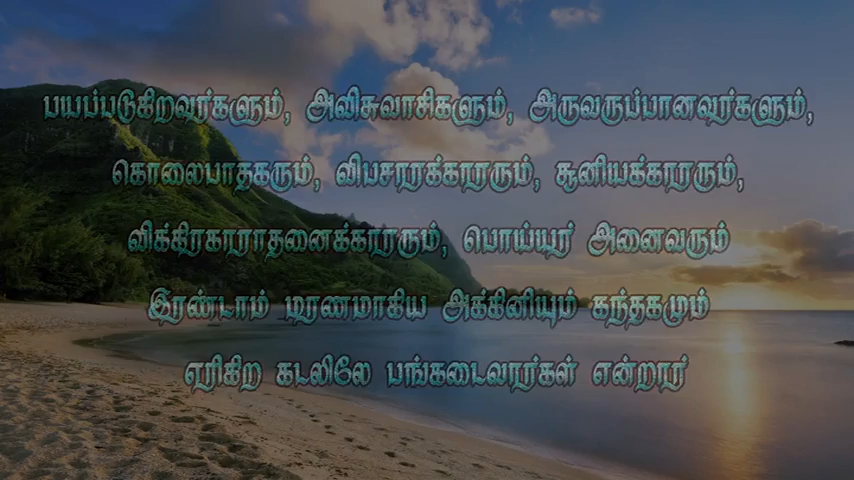 பயப்படுகிறவர்களும், அவிசுவாசிகளும், அருவருப்பானவர்களும்,
கொலைபாதகரும், விபசாரக்காரரும், சூனியக்காரரும்,
விக்கிரகாராதனைக்காரரும், பொய்யர் அனைவரும்
இரண்டாம் மரணமாகிய அக்கினியும் கந்தகமும்
எரிகிற கடலிலே பங்கடைவார்கள் என்றார்